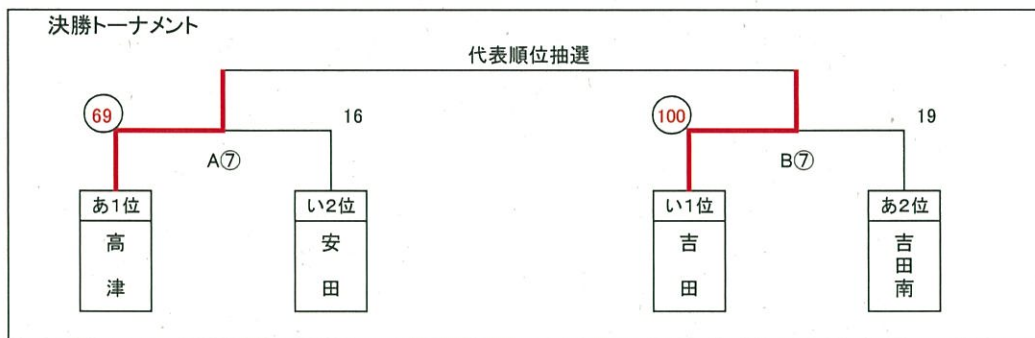 決勝トーナメント
代表順位抽選
69
16
100
19
A⑦
B⑦
あ1位
い2位
い1位
あ2位
高津
安田
吉田
吉田南